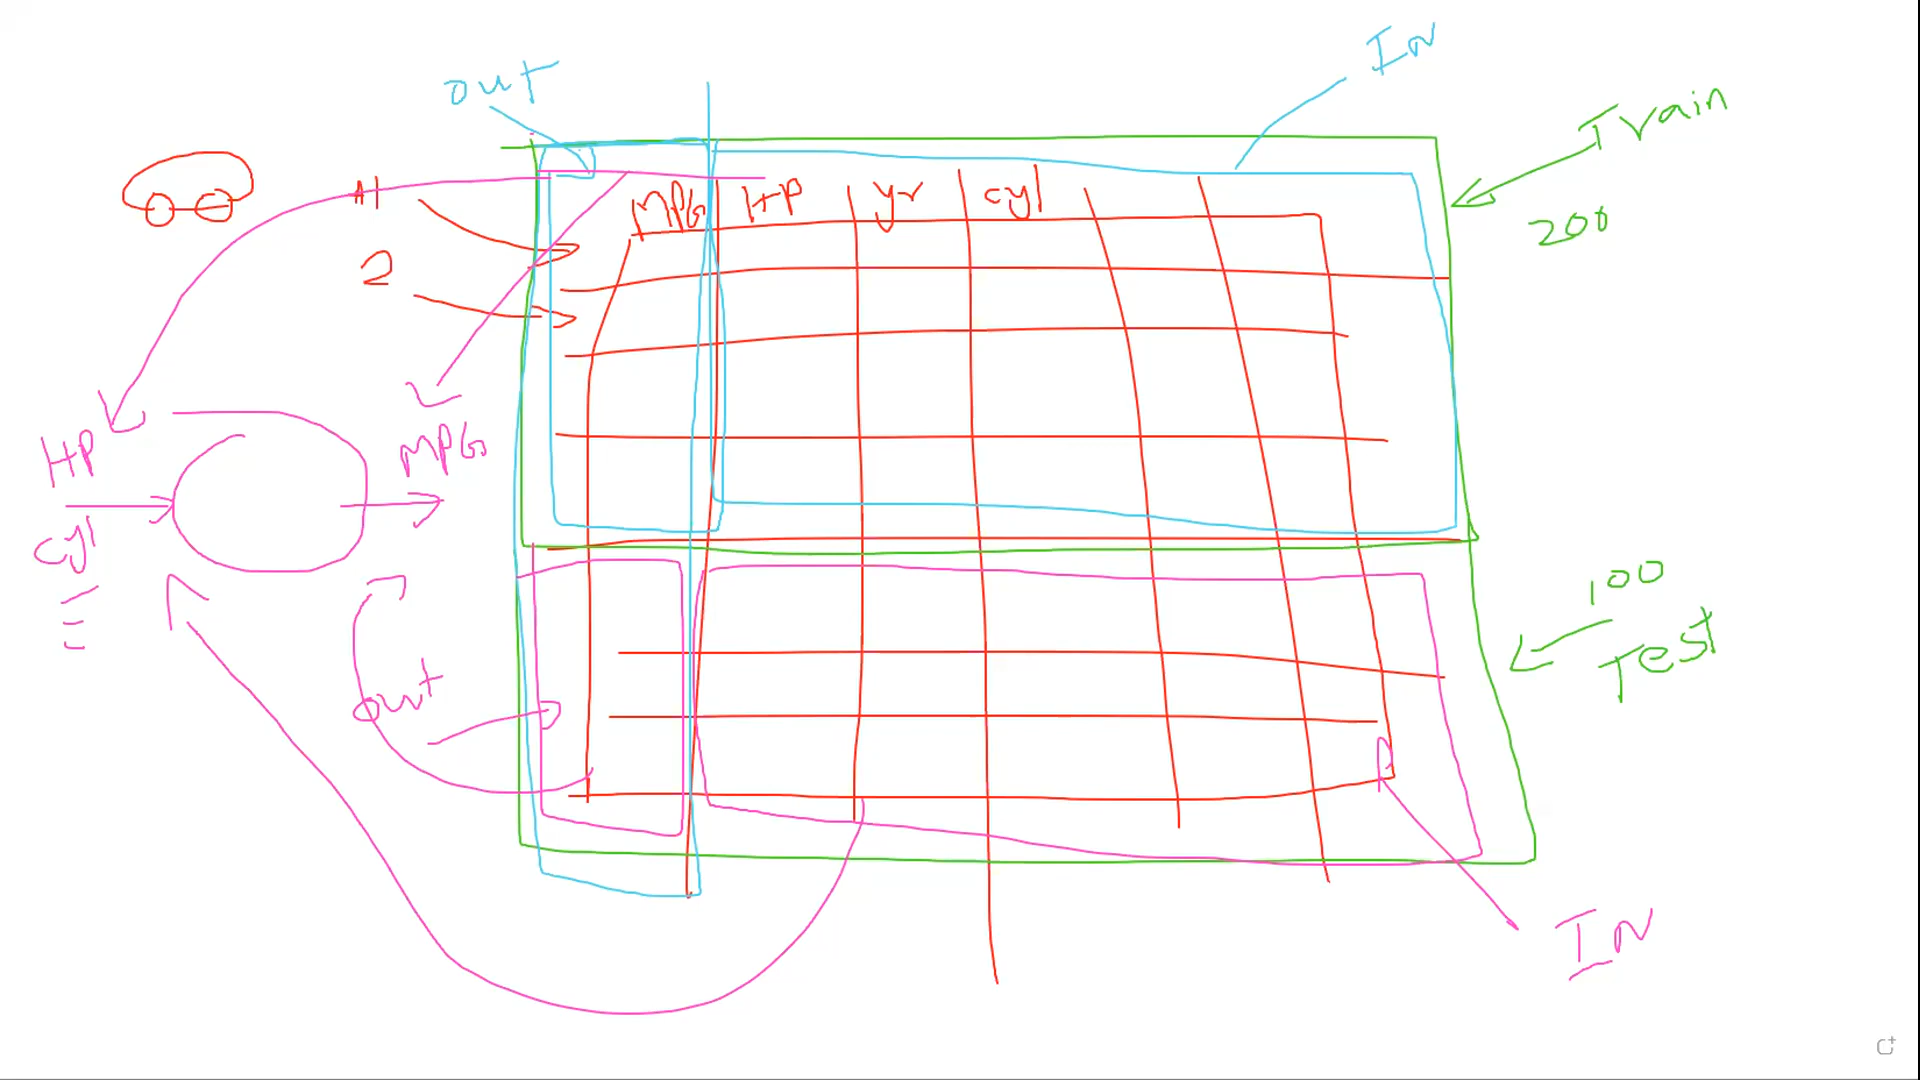 out
In
Train
200
#1
MPG HP yr cyl
2
HP
MPG
cyl
100
Test
out
IN